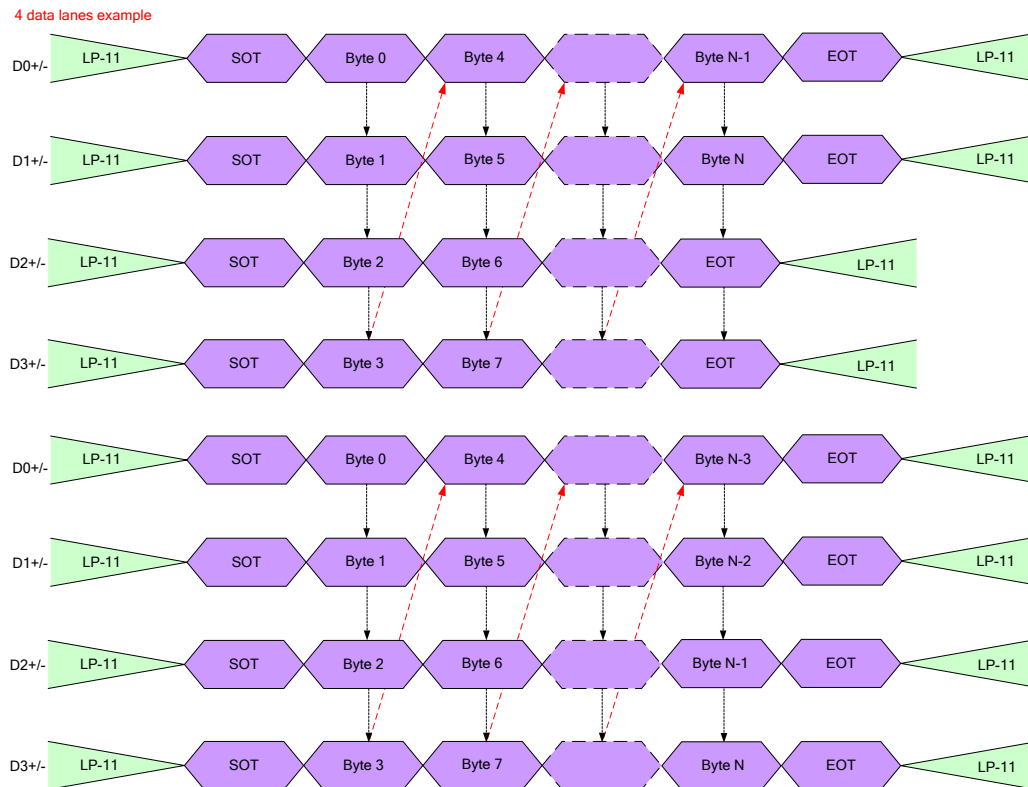 4 data lanes example
D0+/- LP-11 SOT Byte 0 Byte 4 Byte N-1 EOT LP-11
D1+/- LP-11 SOT Byte 1 Byte 5 Byte N EOT LP-11
D2+/- LP-11 SOT Byte 2 Byte 6 EOT LP-11
D3+/- LP-11 SOT Byte 3 Byte 7 EOT LP-11
D0+/- LP-11 SOT Byte 0 Byte 4 Byte N-3 EOT LP-11
D1+/- LP-11 SOT Byte 1 Byte 5 Byte N-2 EOT LP-11
D2+/- LP-11 SOT Byte 2 Byte 6 Byte N-1 EOT LP-11
D3+/- LP-11 SOT Byte 3 Byte 7 Byte N EOT LP-11